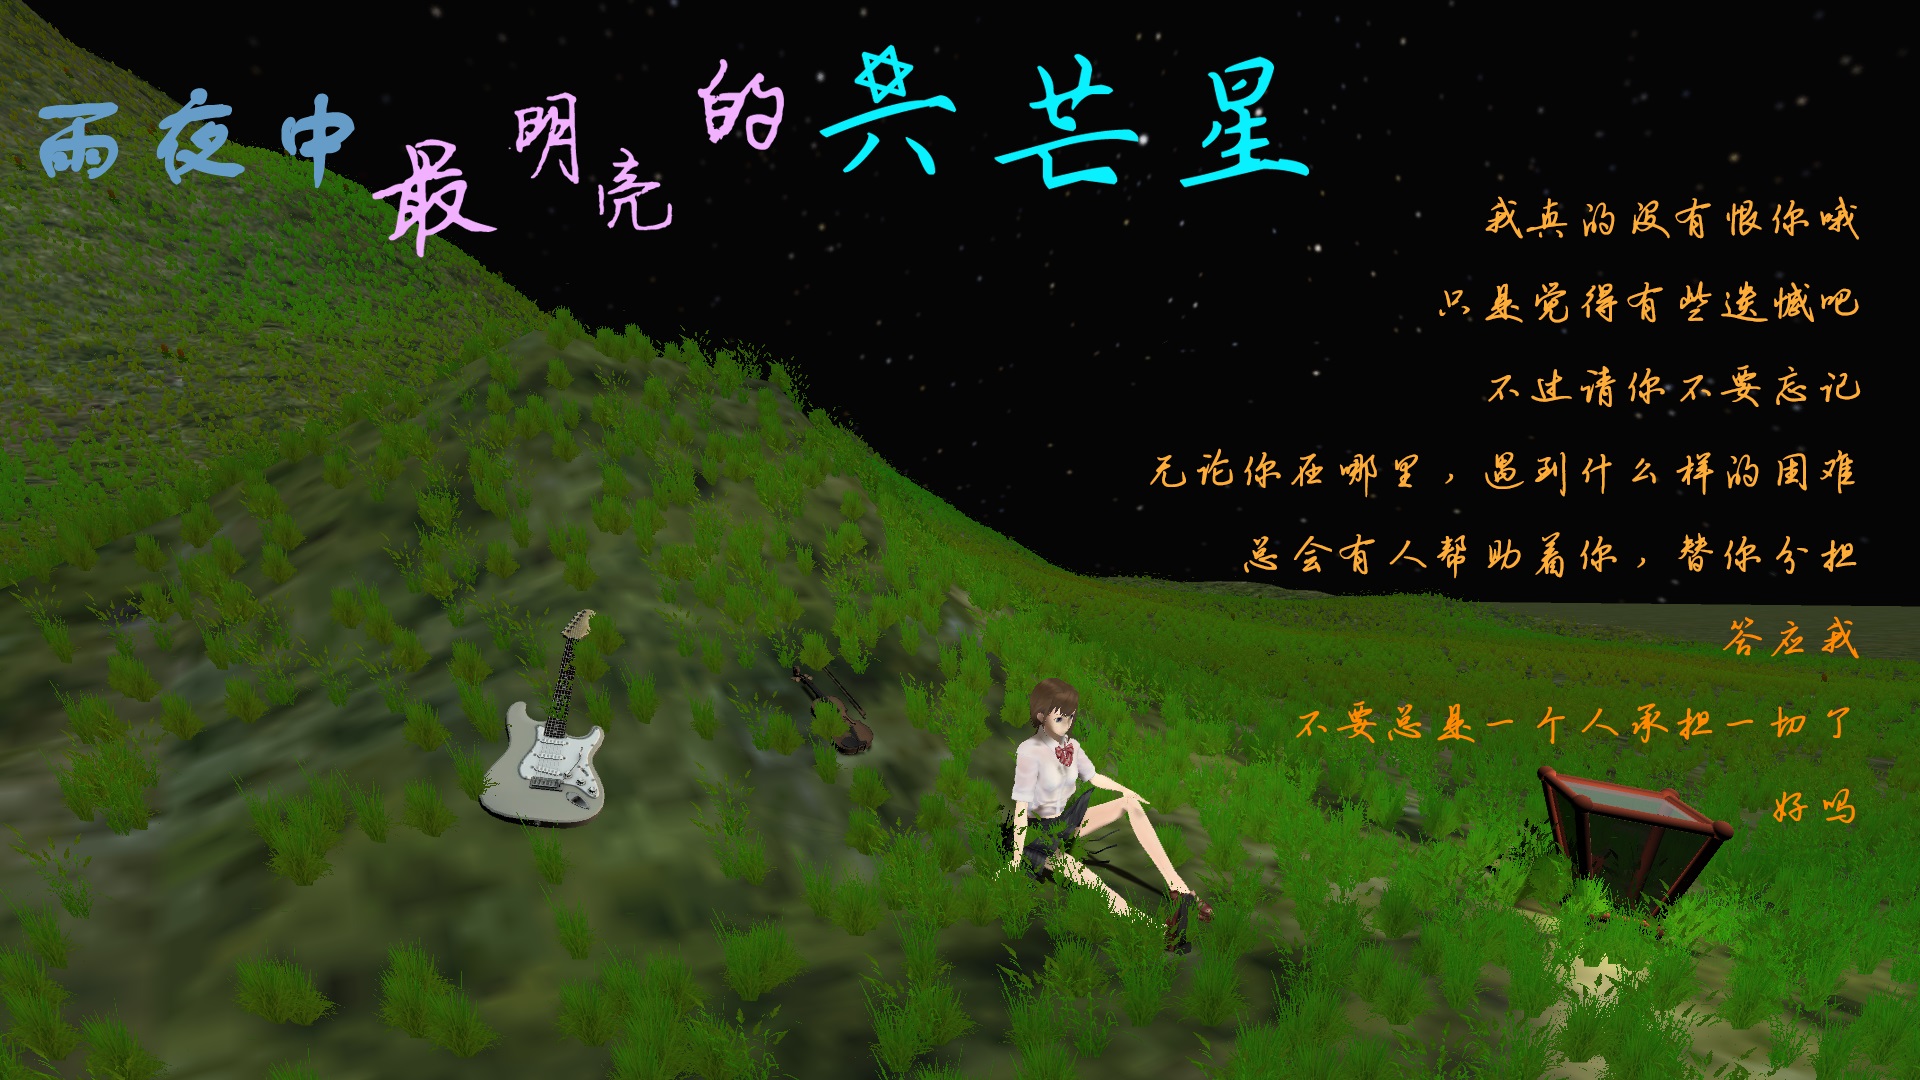 雨夜中最明亮的六芒星
我真的没有恨你哦
只是觉得有些遗憾吧
不过请你不要忘记
无论你在哪里，遇到什么样的困难
总会有人帮助着你，替你分担
答应我
不要总是一个人承担一切了
好吗